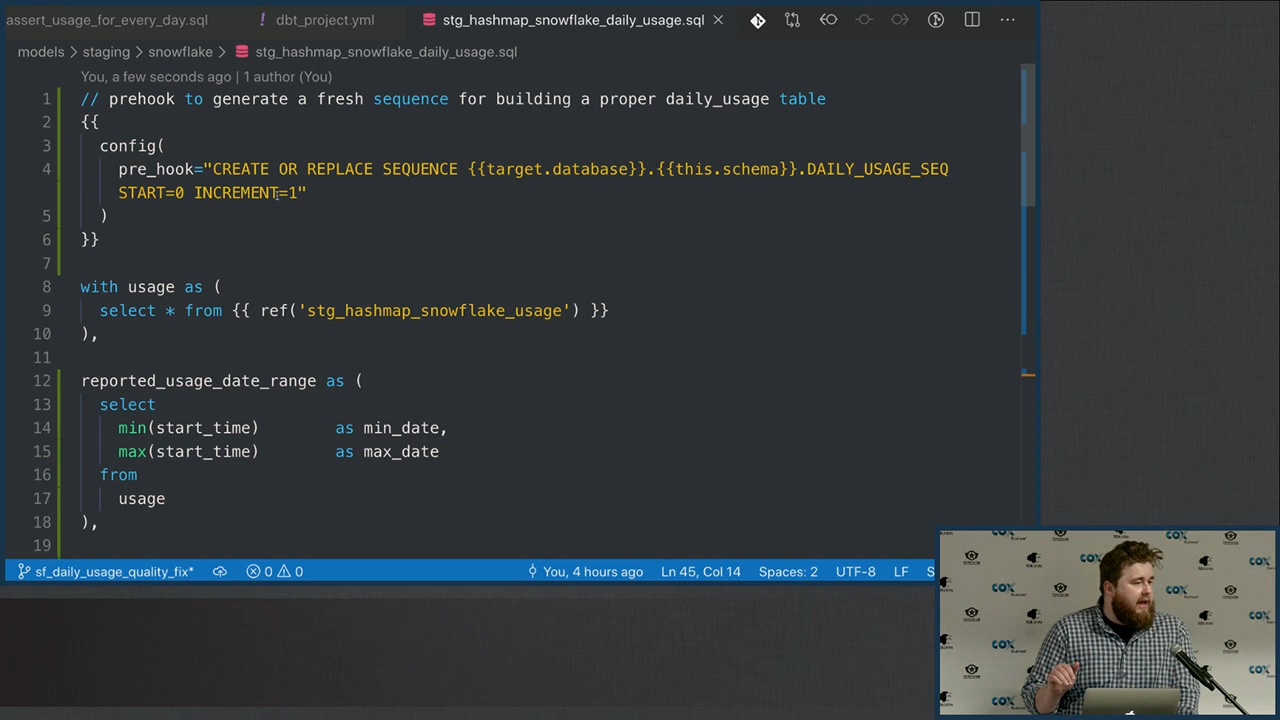 assert_usage_for_every_day.sql ! dbt_project.yml stg_hashmap_snowflake_daily_usage.sql
models > staging > snowflake > stg_hashmap_snowflake_daily_usage.sql
You, a few seconds ago | 1 author (You)
1 // prehook to generate a fresh sequence for building a proper daily_usage table
2 {{
3 config(
4 pre_hook="CREATE OR REPLACE SEQUENCE {{target.database}}.{{this.schema}}.DAILY_USAGE_SEQ
START=0 INCREMENT=1"
5 )
6 }}
7
8 with usage as (
9 select * from {{ ref('stg_hashmap_snowflake_usage') }}
10 ),
11
12 reported_usage_date_range as (
13 select
14 min(start_time) as min_date,
15 max(start_time) as max_date
16 from
17 usage
18 ),
19
sf_daily_usage_quality_fix* 0 0 You, 4 hours ago Ln 45, Col 14 Spaces: 2 UTF-8 LF S
COX
COX
COX
COX